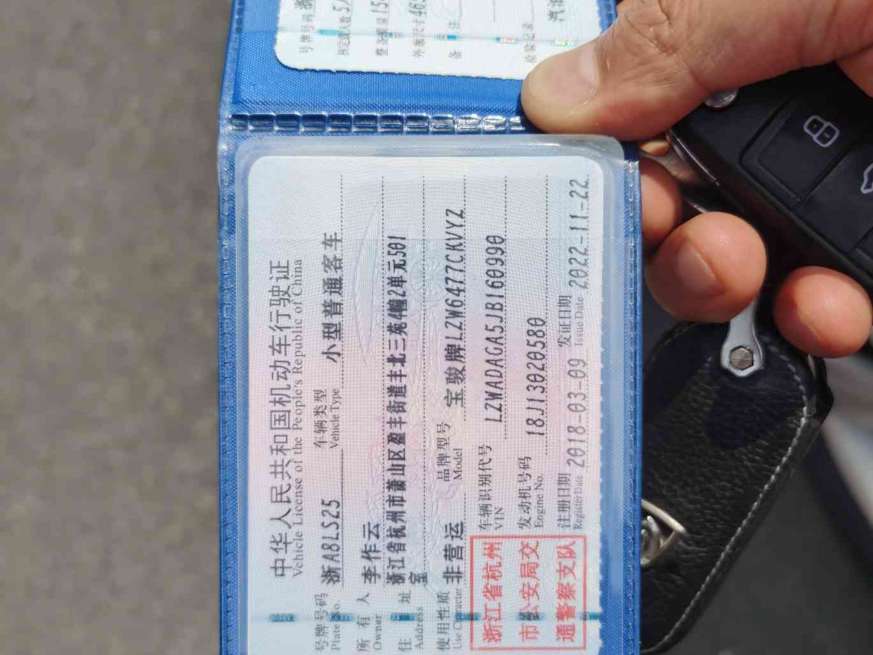 中华人民共和国机动车行驶证
Vehicle License of the People's Republic of China
号牌号码 浙A8LS25 车辆类型 小型普通客车
Plate No. Vehicle Type
所有人 李作云
Owner
住址 浙江省杭州市萧山区盈丰街道丰北三苑4幢2单元501
室
Address
使用性质 非营运 品牌型号 宝骏牌LZW6477CKVYZ
Use Character Model
浙江省杭州
市公安局交
通警察支队
车辆识别代号 LZWADAGA5JB160990
VIN
发动机号码 18J13020580
Engine No.
注册日期 2018-03-09 发证日期 2022-11-22
Register Date Issue Date